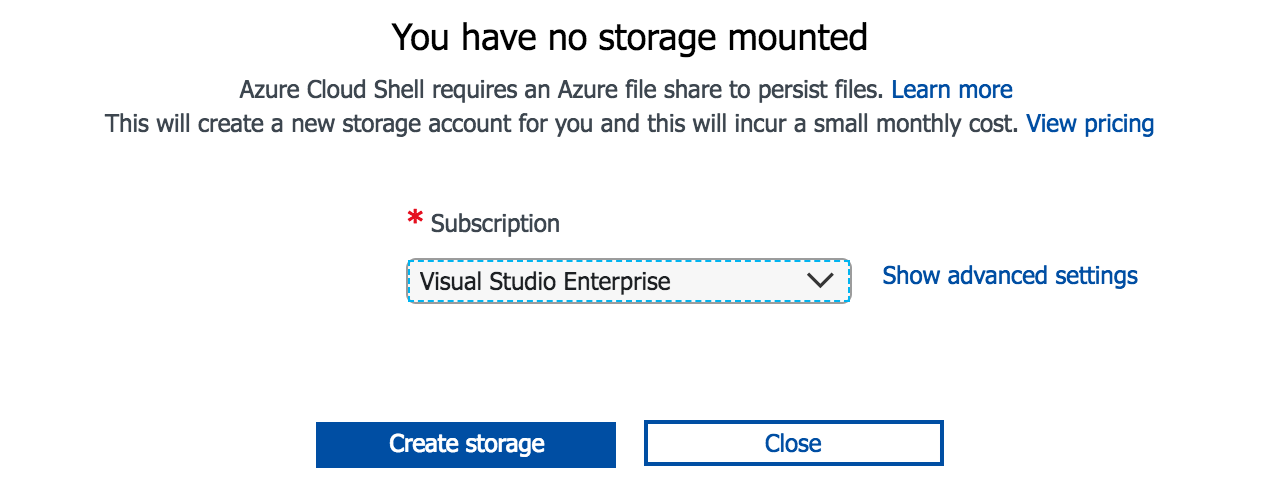 You have no storage mounted
Azure Cloud Shell requires an Azure file share to persist files. Learn more
This will create a new storage account for you and this will incur a small monthly cost. View pricing
* Subscription
Visual Studio Enterprise
Show advanced settings
Create storage
Close